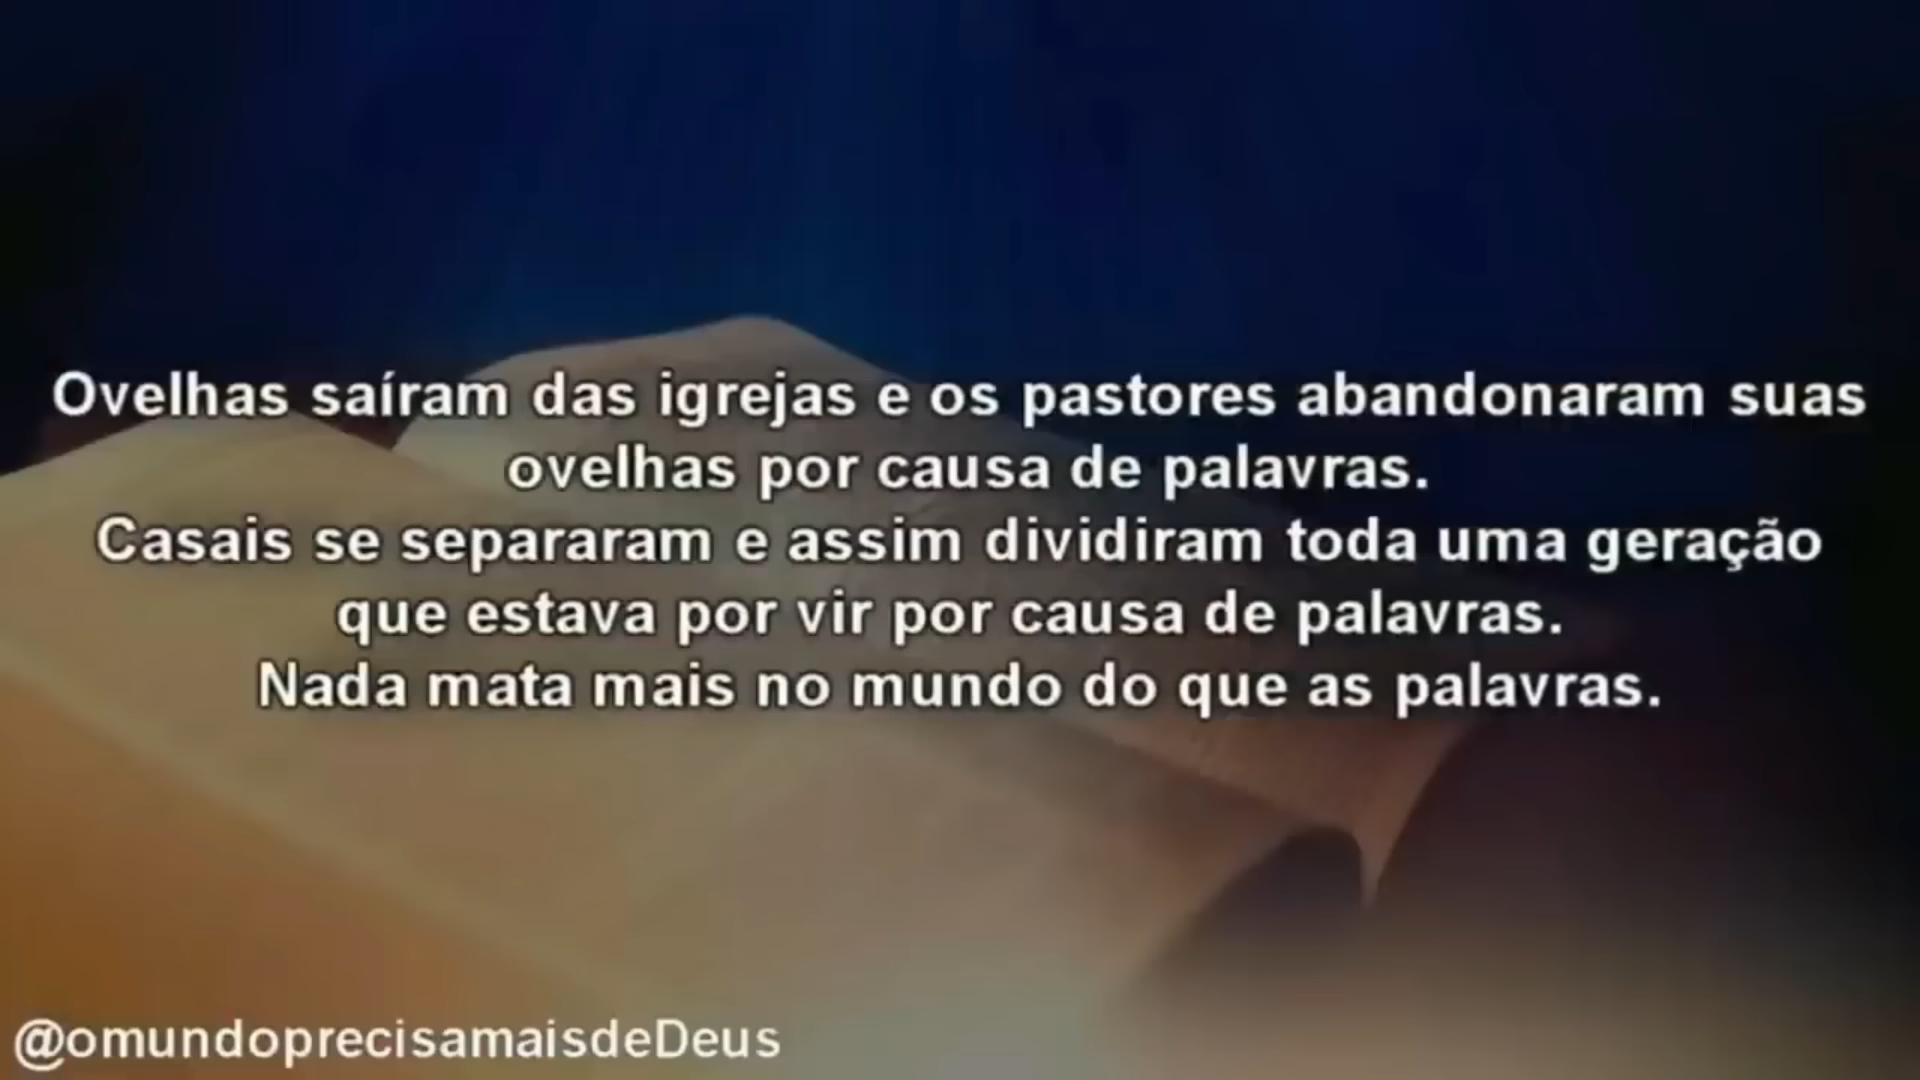 Ovelhas saíram das igrejas e os pastores abandonaram suas
ovelhas por causa de palavras.
Casais se separaram e assim dividiram toda uma geração
que estava por vir por causa de palavras.
Nada mata mais no mundo do que as palavras.
@omundoprecisamaisdeDeus